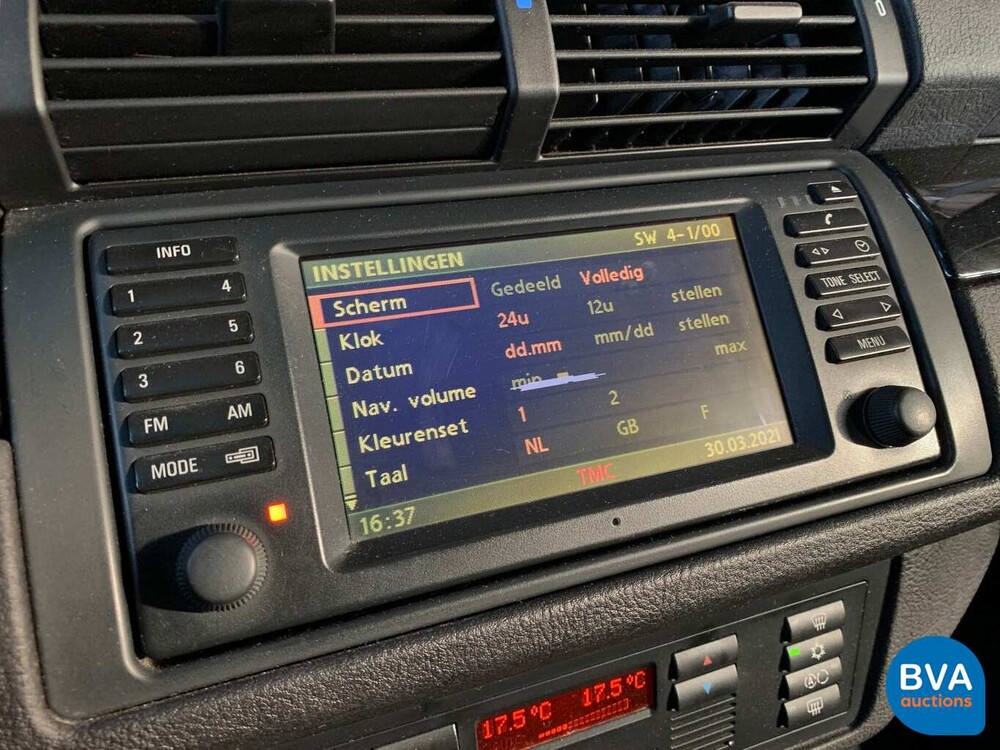 0
INFO
1 4
2 5
3 6
FM AM
MODE
INSTELLINGEN SW 4-1/00
Scherm Gedeeld Volledig
Klok 24u 12u stellen
Datum dd.mm mm/dd stellen
Nav. volume min max
Kleurenset 1 2
Taal NL GB F
16:37 TMC 30.03.2021
TONE SELECT
MENU
17.5°C 17.5°C
A
BVA
auctions